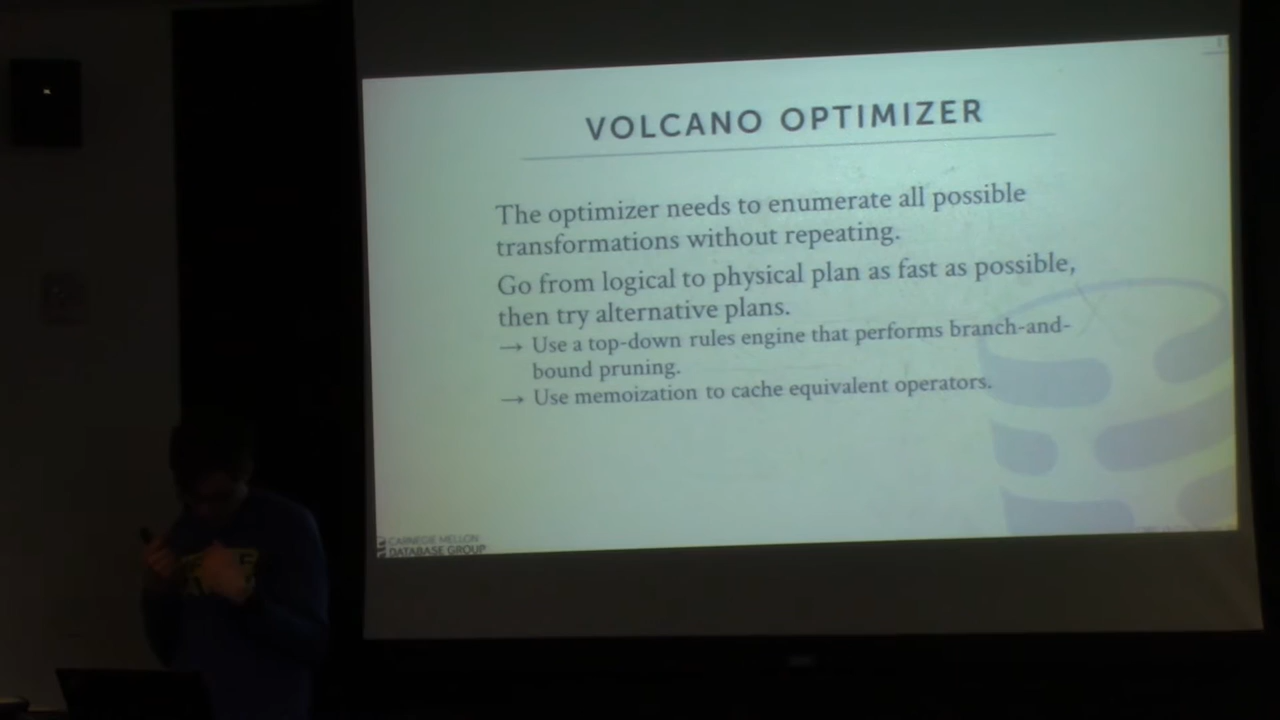 VOLCANO OPTIMIZER
The optimizer needs to enumerate all possible
transformations without repeating.
Go from logical to physical plan as fast as possible,
then try alternative plans.
→ Use a top-down rules engine that performs branch-and-
bound pruning.
→ Use memoization to cache equivalent operators.
CARNEGIE MELLON
DATABASE GROUP